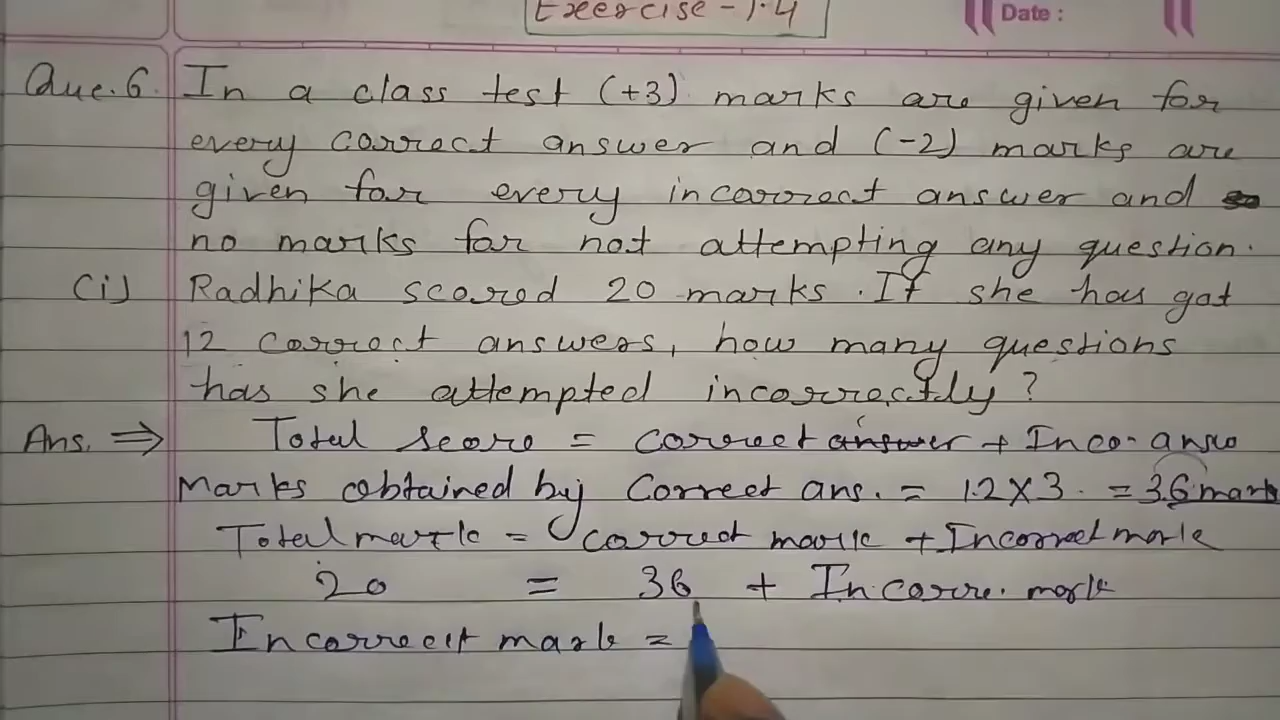 Exercise - 1.4
Date :
Que. 6 In a class test (+3) marks are given for
every correct answer and (-2) marks are
given for every incorrect answer and
no marks for not attempting any question.
(i) Radhika scored 20 marks. If she has got
12 correct answers, how many questions
has she attempted incorrectly?
Ans. ⇒ Total score = correct answer + Inco. answ
Marks obtained by Correct ans. = 12 × 3 = 36 mark
Total mark = correct mark + Incorrect mark
20 = 36 + Incorre. mark
Incorrect mark =